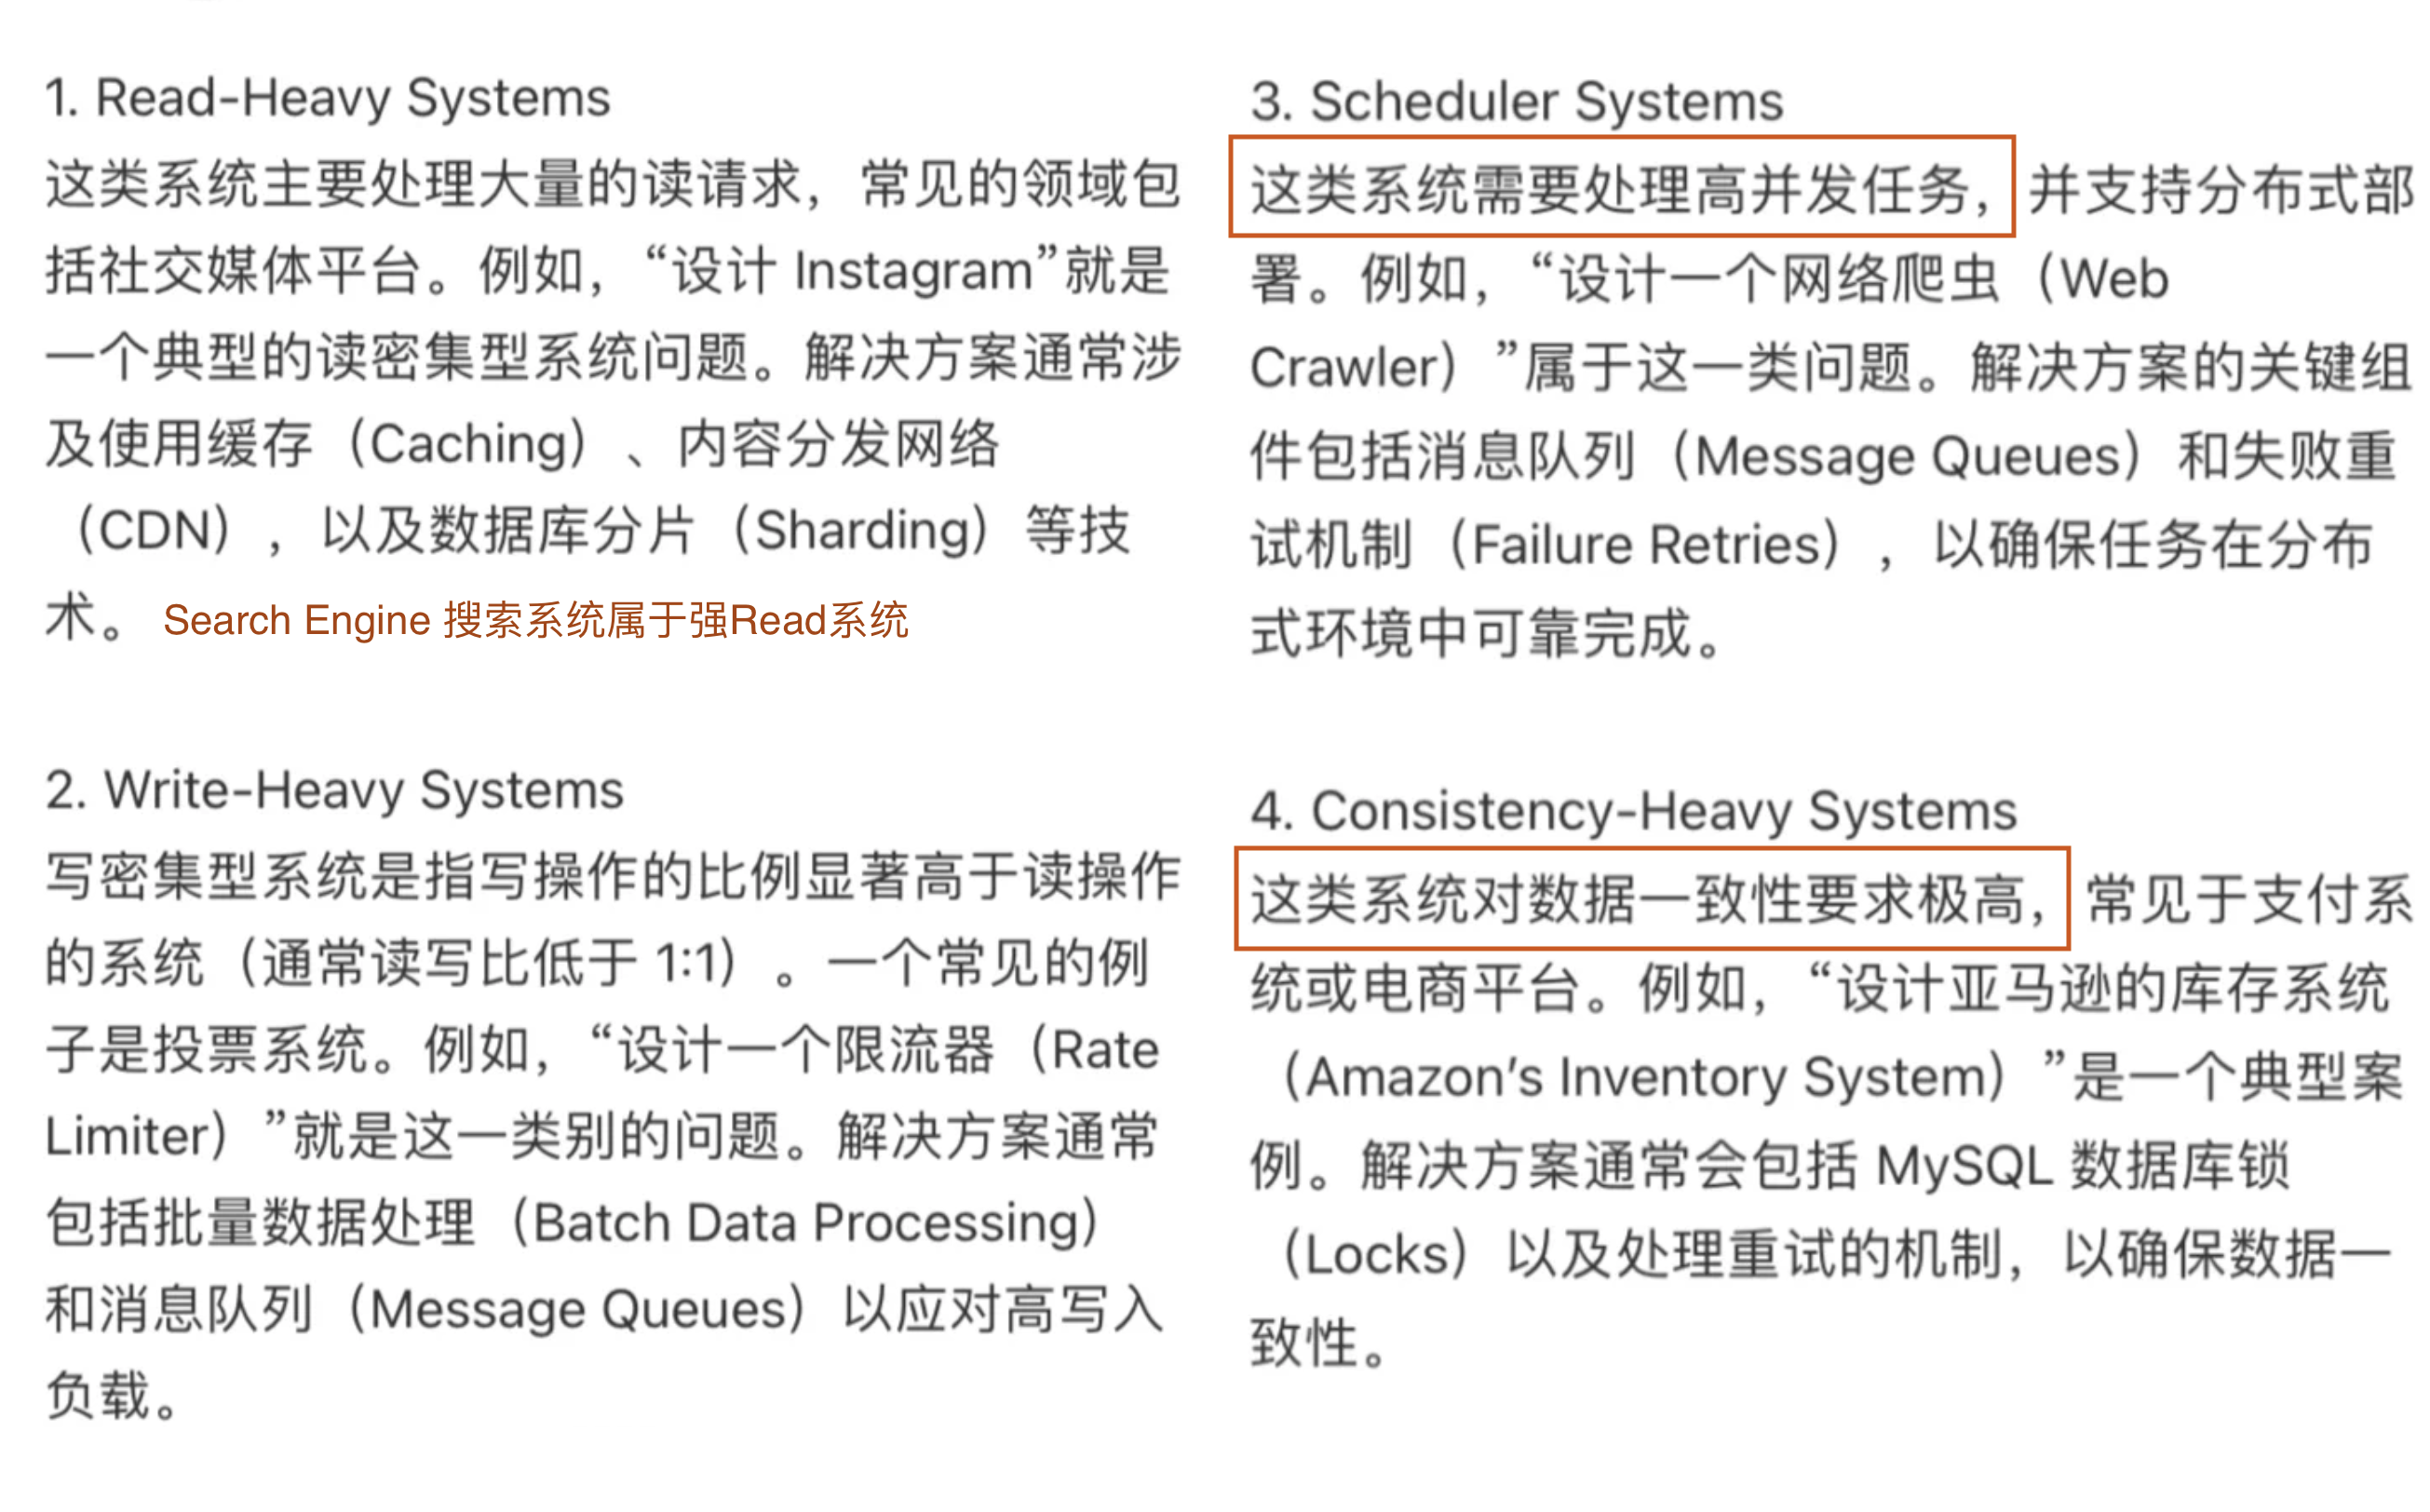 1. Read-Heavy Systems
这类系统主要处理大量的读请求，常见的领域包
括社交媒体平台。例如，“设计 Instagram”就是
一个典型的读密集型系统问题。解决方案通常涉
及使用缓存（Caching）、内容分发网络
（CDN），以及数据库分片（Sharding）等技
术。 Search Engine 搜索系统属于强Read系统
2. Write-Heavy Systems
写密集型系统是指写操作的比例显著高于读操作
的系统（通常读写比低于 1:1）。一个常见的例
子是投票系统。例如，“设计一个限流器（Rate
Limiter）”就是这一类别的问题。解决方案通常
包括批量数据处理（Batch Data Processing）
和消息队列（Message Queues）以应对高写入
负载。
3. Scheduler Systems
这类系统需要处理高并发任务，并支持分布式部
署。例如，“设计一个网络爬虫（Web
Crawler）”属于这一类问题。解决方案的关键组
件包括消息队列（Message Queues）和失败重
试机制（Failure Retries），以确保任务在分布
式环境中可靠完成。
4. Consistency-Heavy Systems
这类系统对数据一致性要求极高，常见于支付系
统或电商平台。例如，“设计亚马逊的库存系统
（Amazon’s Inventory System）”是一个典型案
例。解决方案通常会包括 MySQL 数据库锁
（Locks）以及处理重试的机制，以确保数据一
致性。